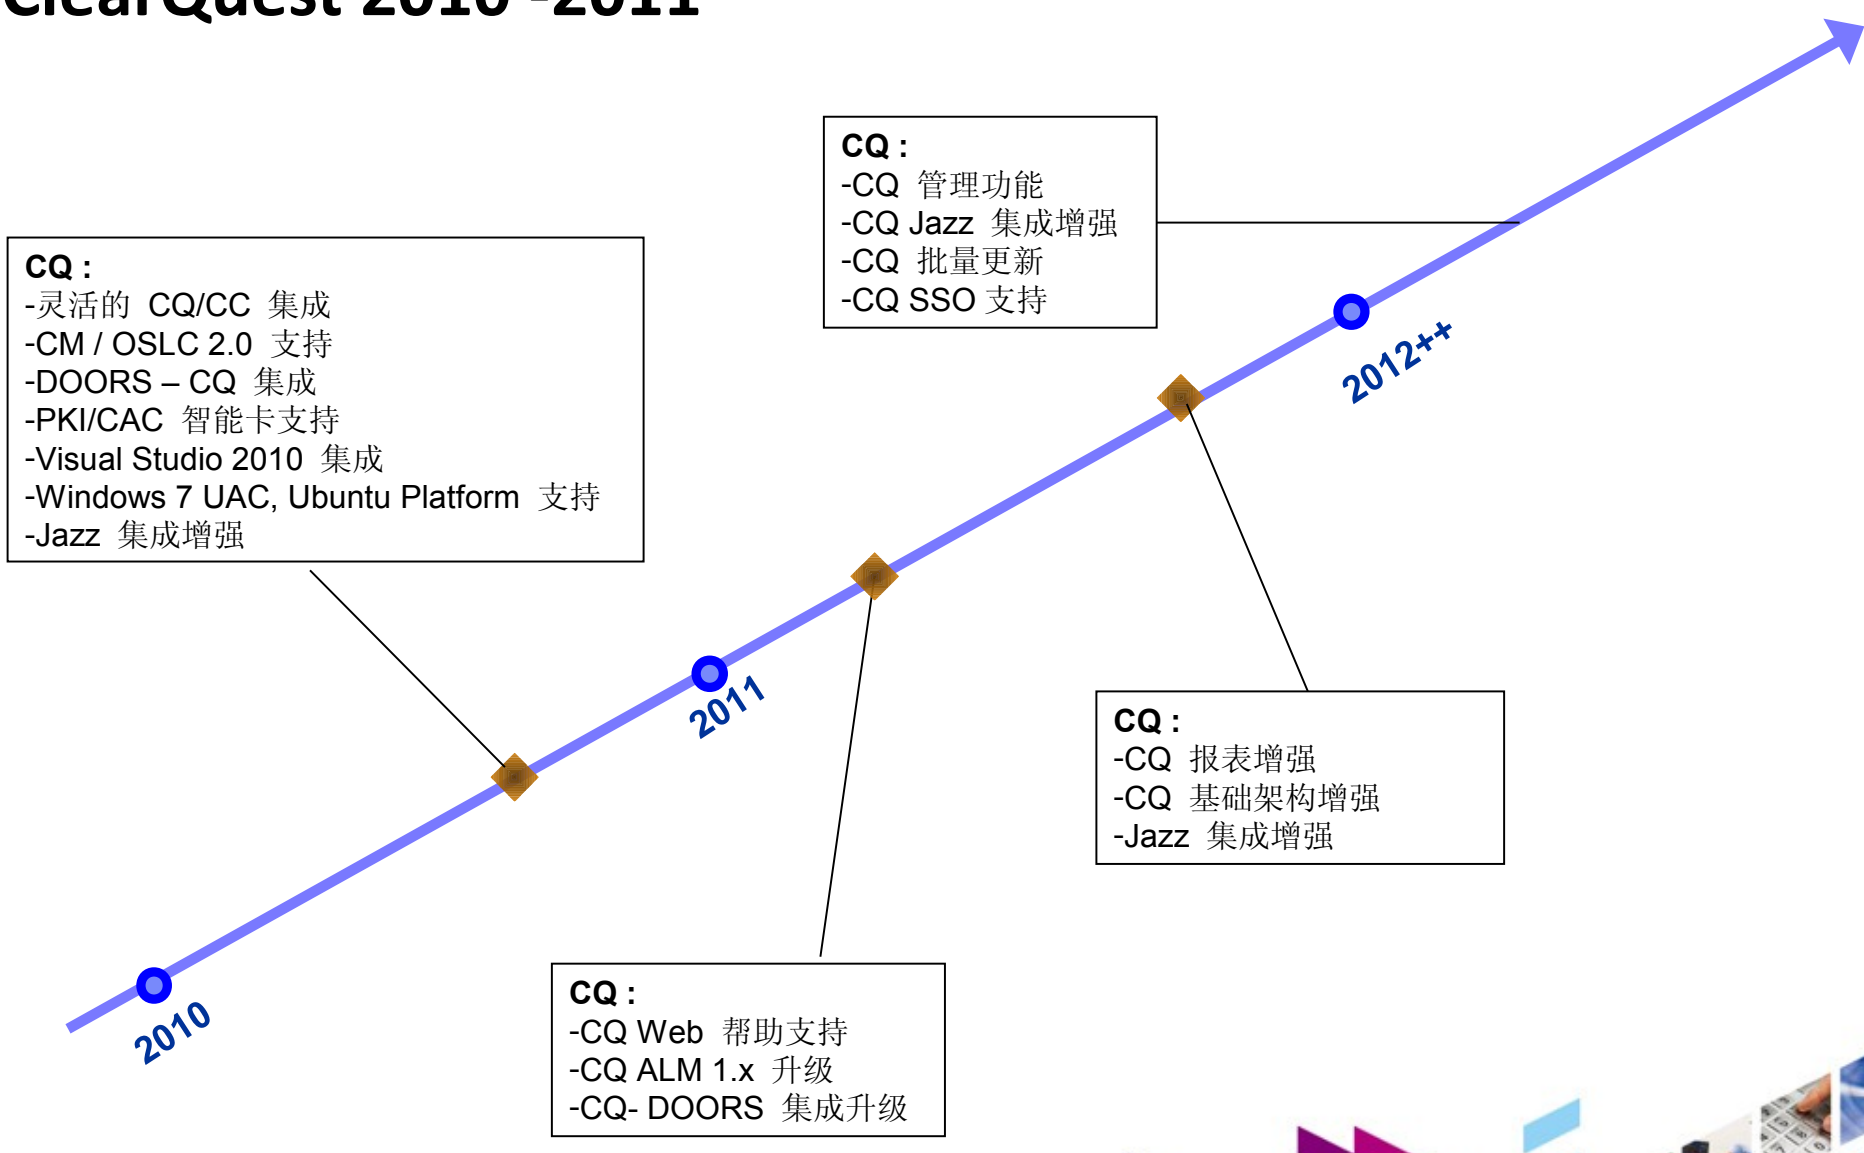 ClearQuest 2010 -2011
CQ :
-CQ 管理功能
-CQ Jazz 集成增强
-CQ 批量更新
-CQ SSO 支持
CQ :
-灵活的 CQ/CC 集成
-CM / OSLC 2.0 支持
-DOORS – CQ 集成
-PKI/CAC 智能卡支持
-Visual Studio 2010 集成
-Windows 7 UAC, Ubuntu Platform 支持
-Jazz 集成增强
2012++
2011
CQ :
-CQ 报表增强
-CQ 基础架构增强
-Jazz 集成增强
2010
CQ :
-CQ Web 帮助支持
-CQ ALM 1.x 升级
-CQ- DOORS 集成升级